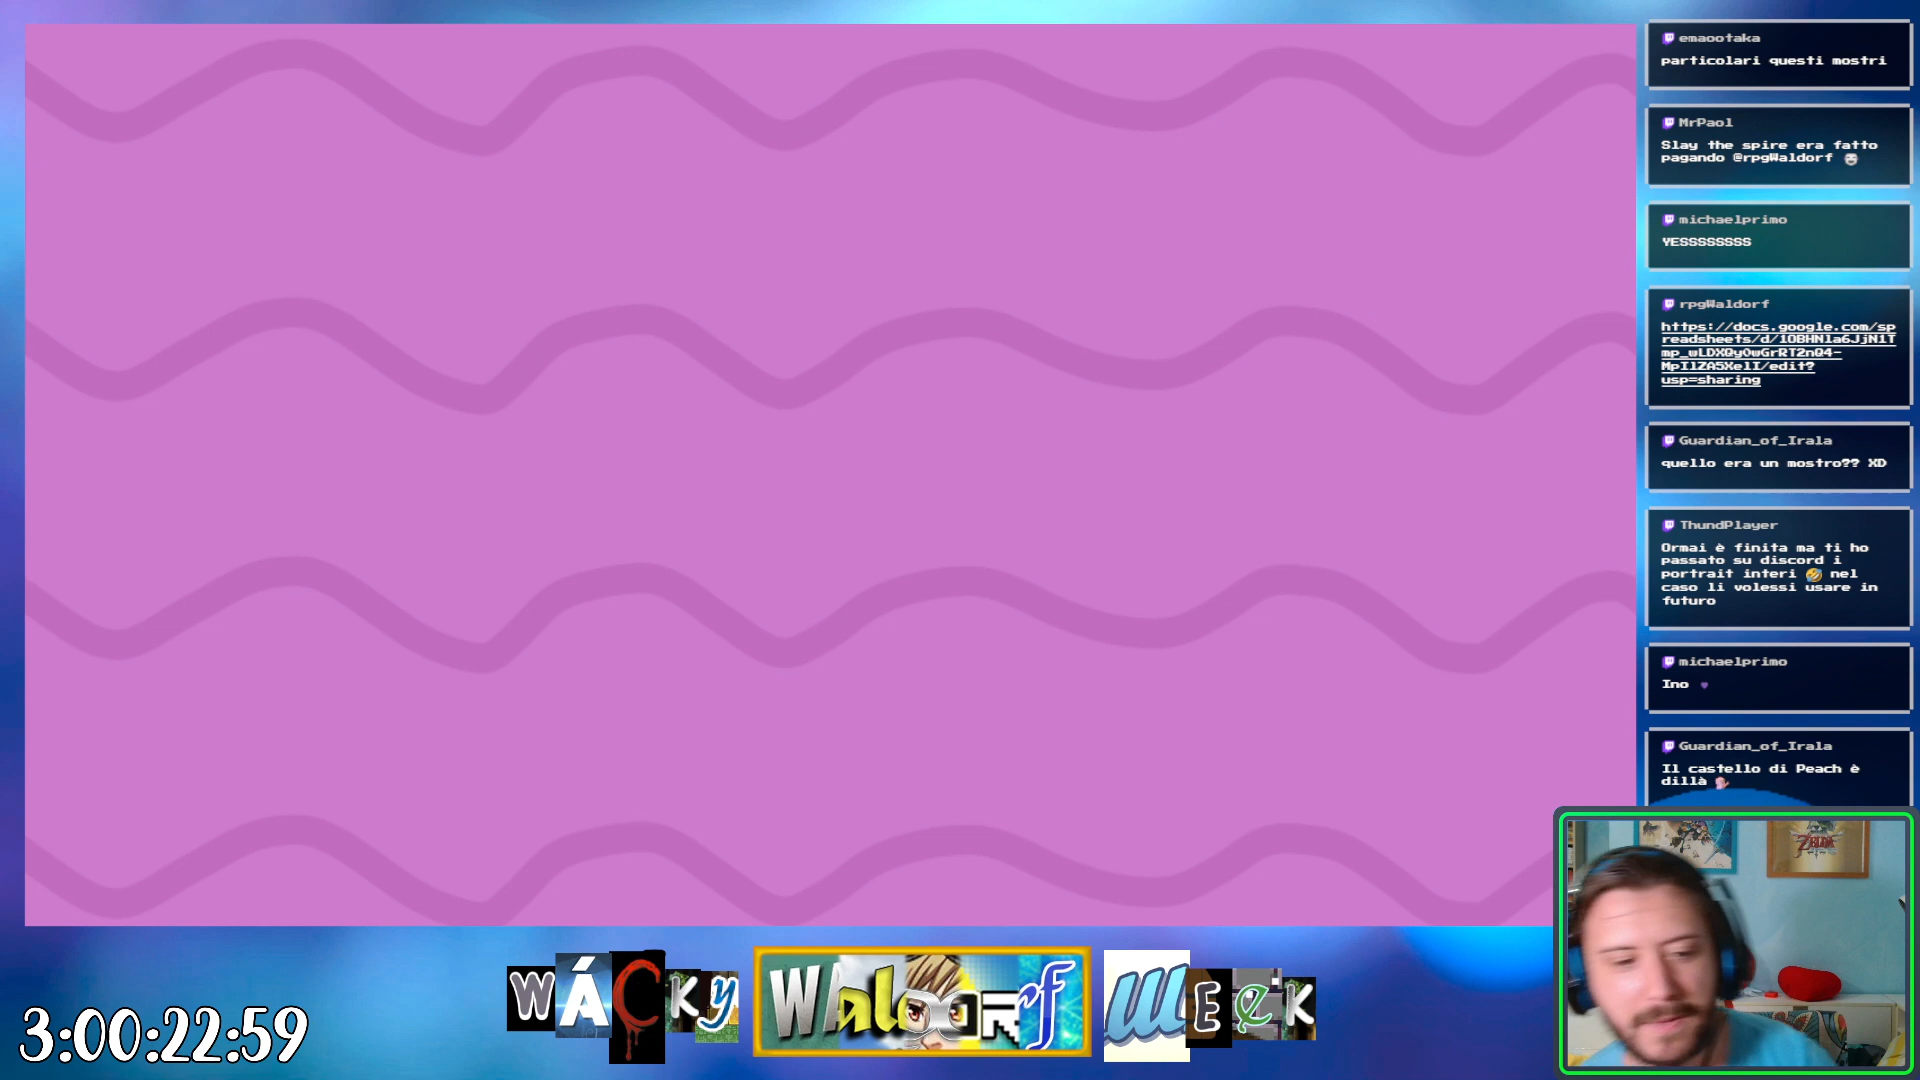 emaootaka
particolari questi mostri
MrPaol
Slay the spire era fatto
pagando @rpgWaldorf
michaelprimo
YESSSSSSSS
rpgWaldorf
https://docs.google.com/sp
readsheets/d/1OBHNla6JjN1T
mp_wLDXQyOwGrRT2nQ4-
MpIlZA5XelI/edit?
usp=sharing
Guardian_of_Irala
quello era un mostro?? XD
ThundPlayer
Ormai è finita ma ti ho
passato su discord i
portrait interi 🤣 nel
caso li volessi usare in
futuro
michaelprimo
Ino
Guardian_of_Irala
Il castello di Peach è
dillà
ZELDA
WÁCKy Waldorf WEeK
3:00:22:59